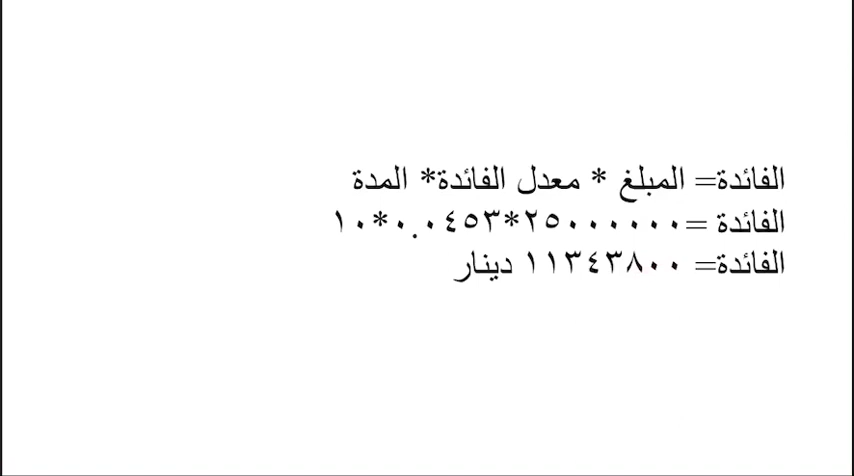 الفائدة= المبلغ * معدل الفائدة* المدة
الفائدة =٢٥٠٠٠٠٠٠*٠.٠٤٥٣*١٠
الفائدة= ١١٣٤٣٨٠٠ دينار